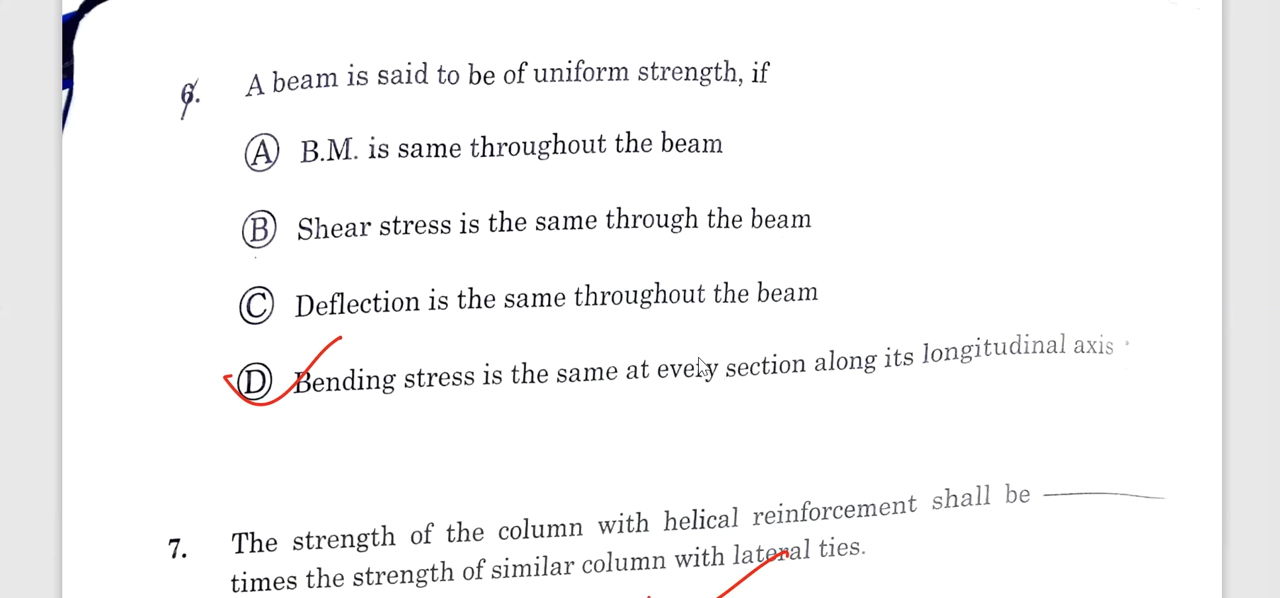 6. A beam is said to be of uniform strength, if
A B.M. is same throughout the beam
B Shear stress is the same through the beam
C Deflection is the same throughout the beam
D Bending stress is the same at every section along its longitudinal axis
7. The strength of the column with helical reinforcement shall be ———
times the strength of similar column with lateral ties.